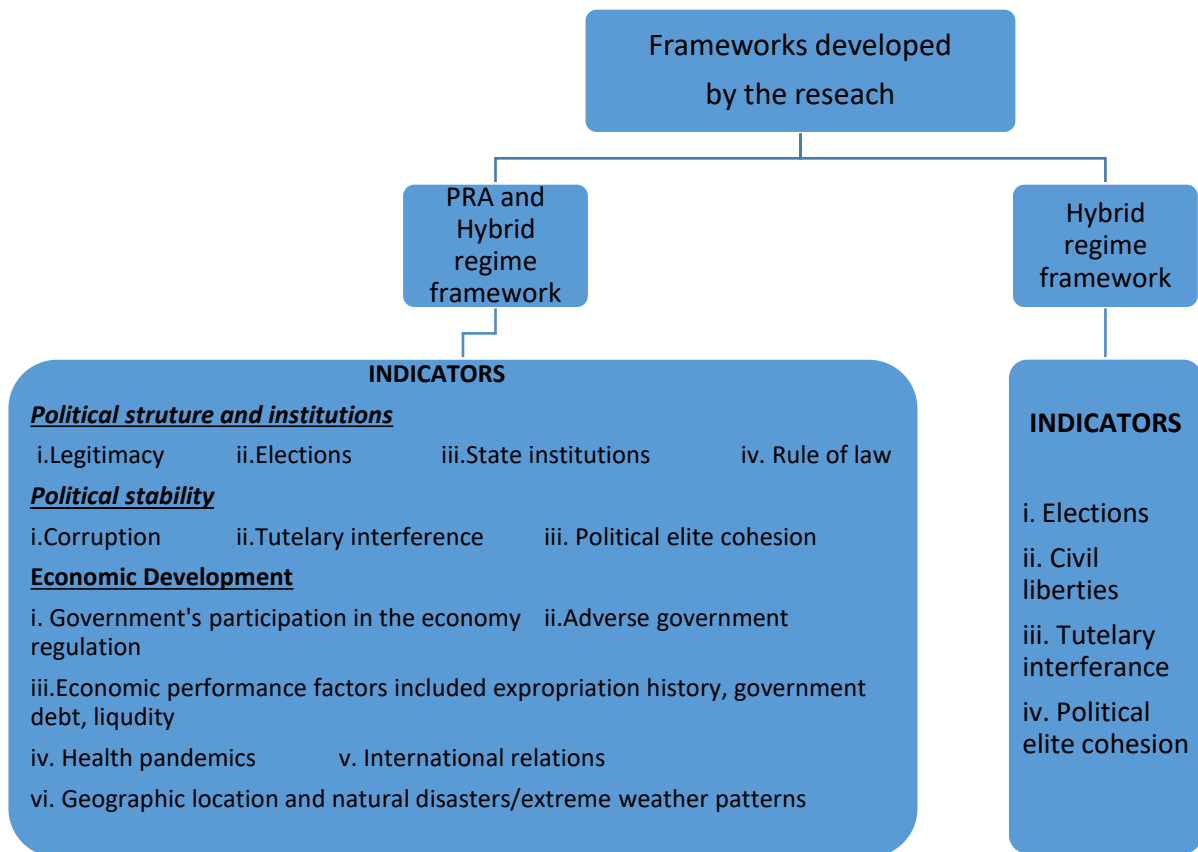 Frameworks developed
by the reseach
PRA and
Hybrid
regime
framework
Hybrid
regime
framework
INDICATORS
Political struture and institutions
i.Legitimacy ii.Elections iii.State institutions iv. Rule of law
Political stability
i.Corruption ii.Tutelary interference iii. Political elite cohesion
Economic Development
i. Government's participation in the economy ii.Adverse government
regulation
iii.Economic performance factors included expropriation history, government
debt, liqudity
iv. Health pandemics v. International relations
vi. Geographic location and natural disasters/extreme weather patterns
INDICATORS
i. Elections
ii. Civil
liberties
iii. Tutelary
interferance
iv. Political
elite cohesion